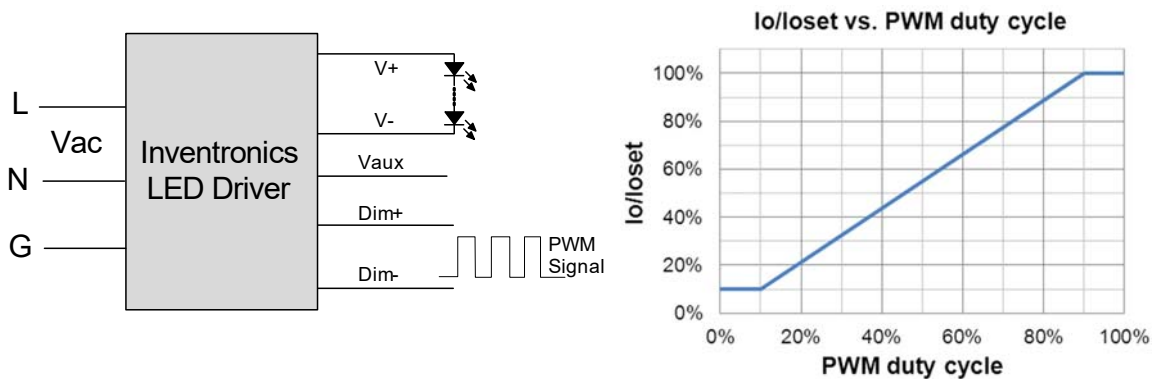 L
Vac
N
G
Inventronics
LED Driver
V+
V-
Vaux
Dim+
Dim-
PWM
Signal
Io/Ioset vs. PWM duty cycle
Io/Ioset
100%
80%
60%
40%
20%
0%
0% 20% 40% 60% 80% 100%
PWM duty cycle